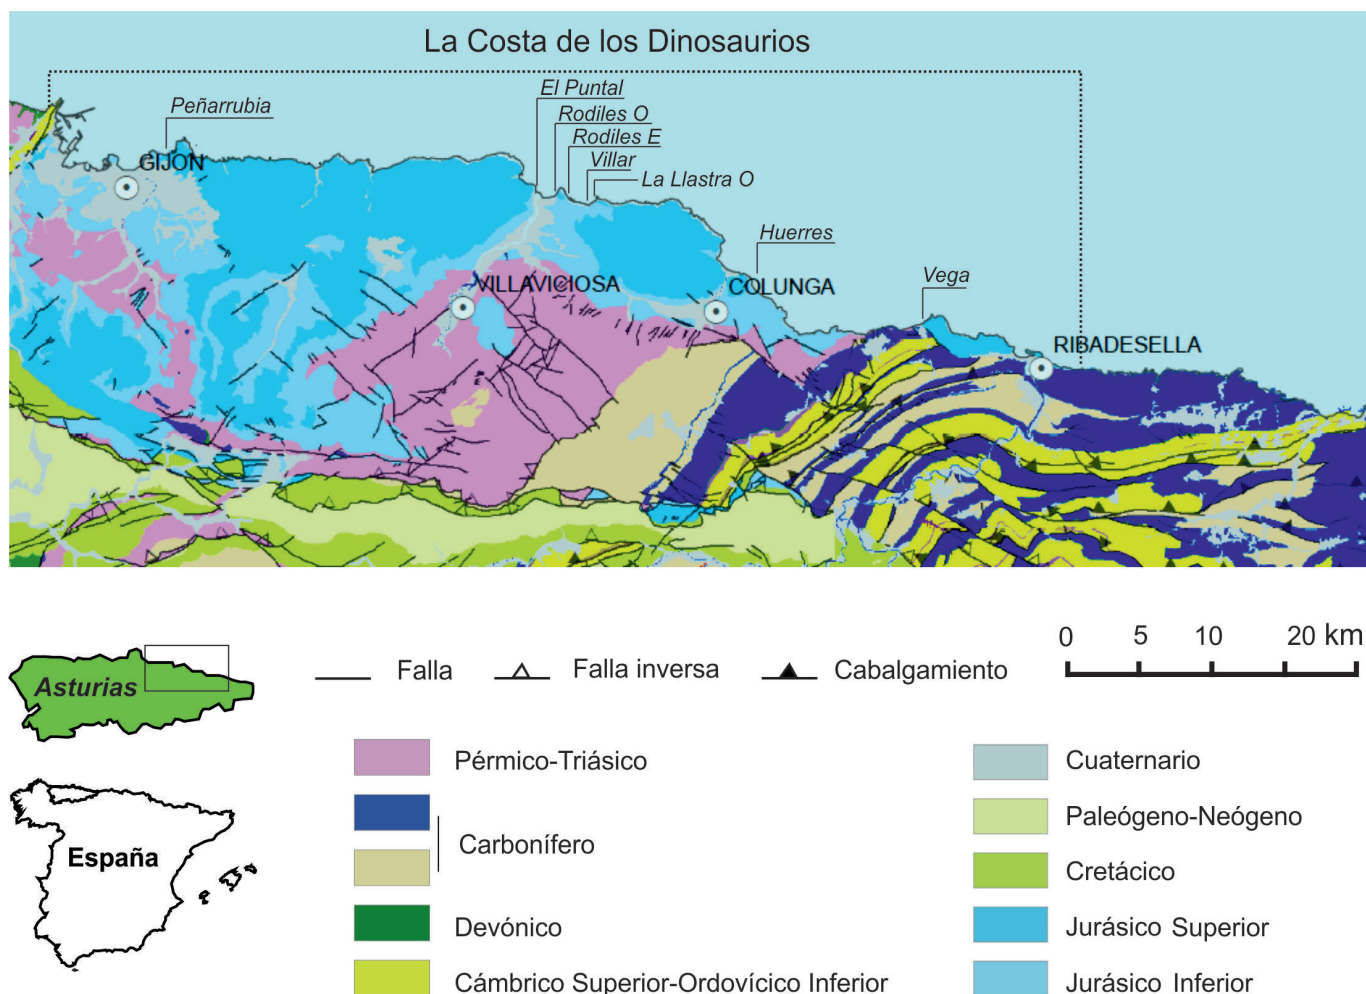 La Costa de los Dinosaurios
El Puntal
Peñarrubia
Rodiles O
Rodiles E
GIJÓN
Villar
La Llastra O
Huerres
Vega
VILLAVICIOSA
COLUNGA
RIBADESELLA
0 5 10 20 km
Asturias
Falla
Falla inversa
Cabalgamiento
España
Pérmico-Triásico
Carbonífero
Devónico
Cámbrico Superior-Ordovícico Inferior
Cuaternario
Paleógeno-Neógeno
Cretácico
Jurásico Superior
Jurásico Inferior